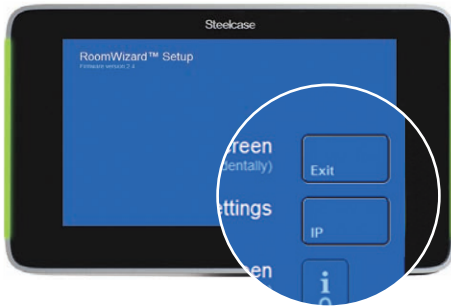 Steelcase
RoomWizard™ Setup
Firmware version 2.4
reen
dentally)
Exit
ettings
IP
en
i